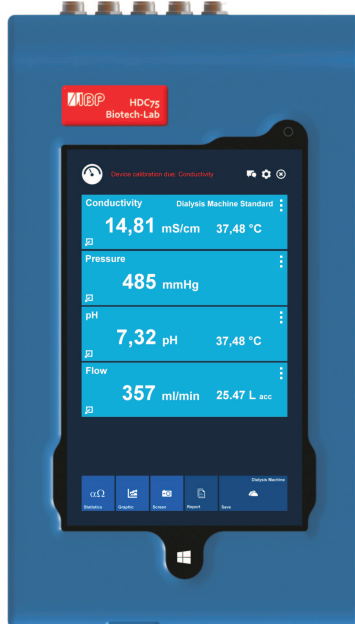 IBP HDC75
Biotech-Lab
Device calibration due: Conductivity
Conductivity Dialysis Machine Standard
14,81 mS/cm 37,48 °C
Pressure
485 mmHg
pH
7,32 pH 37,48 °C
Flow
357 ml/min 25.47 L acc
Dialysis Machine
αΩ
Statistics Graphic Screen Report Save